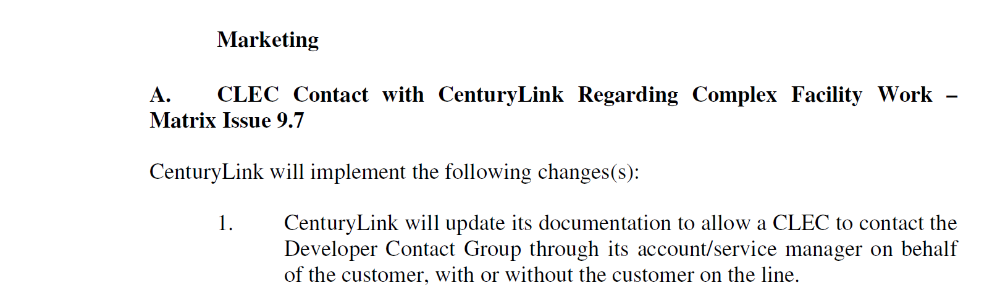 Marketing
A. CLEC Contact with CenturyLink Regarding Complex Facility Work –
Matrix Issue 9.7
CenturyLink will implement the following changes(s):
1. CenturyLink will update its documentation to allow a CLEC to contact the
Developer Contact Group through its account/service manager on behalf
of the customer, with or without the customer on the line.